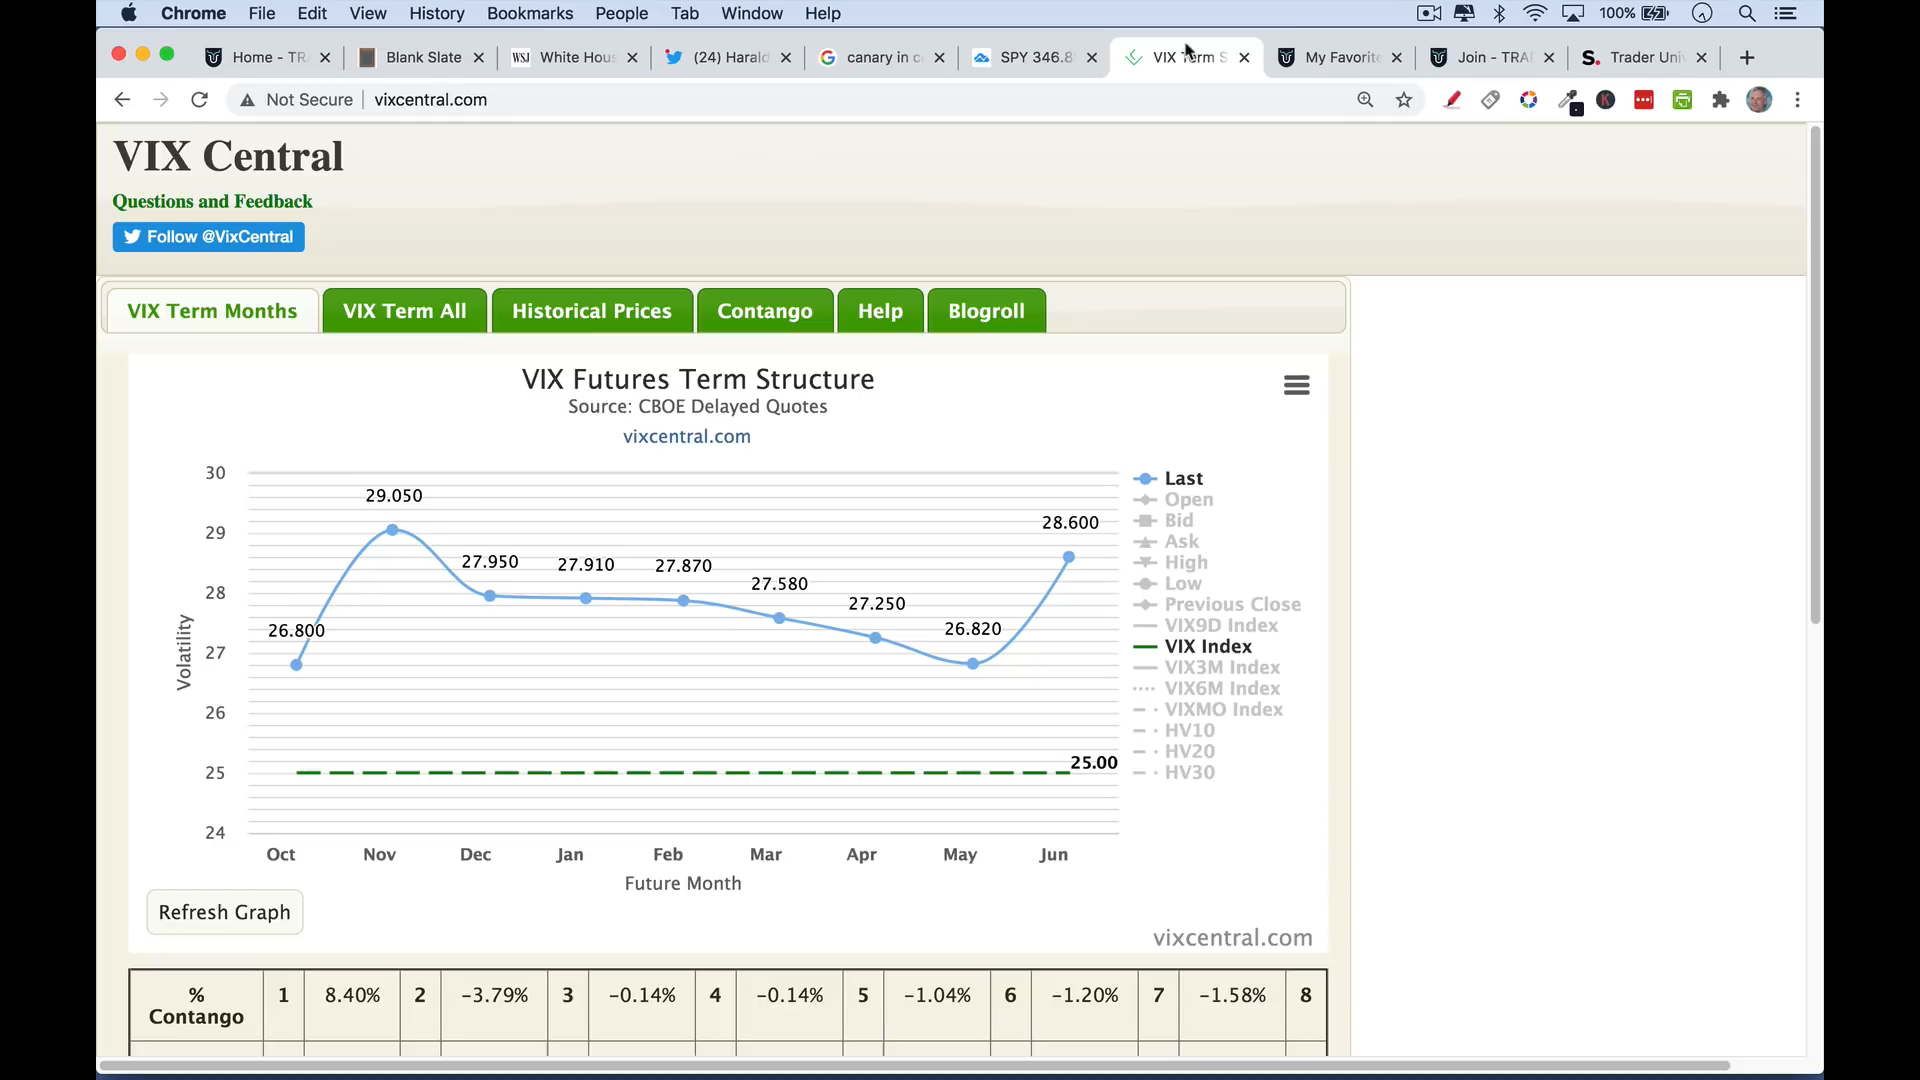 Chrome File Edit View History Bookmarks People Tab Window Help 100%
Home - TR Blank Slate WSJ White Hous (24) Harald canary in c SPY 346.8 VIX Term S My Favorite Join - TRA S. Trader Uni
Not Secure vixcentral.com
VIX Central
Questions and Feedback
Follow @VixCentral
VIX Term Months VIX Term All Historical Prices Contango Help Blogroll
VIX Futures Term Structure
Source: CBOE Delayed Quotes
vixcentral.com
30
29
28
27
26
25
24
Volatility
26.800
29.050
27.950
27.910
27.870
27.580
27.250
26.820
28.600
25.00
Last
Open
Bid
Ask
High
Low
Previous Close
VIX9D Index
VIX Index
VIX3M Index
VIX6M Index
VIXMO Index
HV10
HV20
HV30
Oct Nov Dec Jan Feb Mar Apr May Jun
Future Month
Refresh Graph
vixcentral.com
% Contango 1 8.40% 2 -3.79% 3 -0.14% 4 -0.14% 5 -1.04% 6 -1.20% 7 -1.58% 8